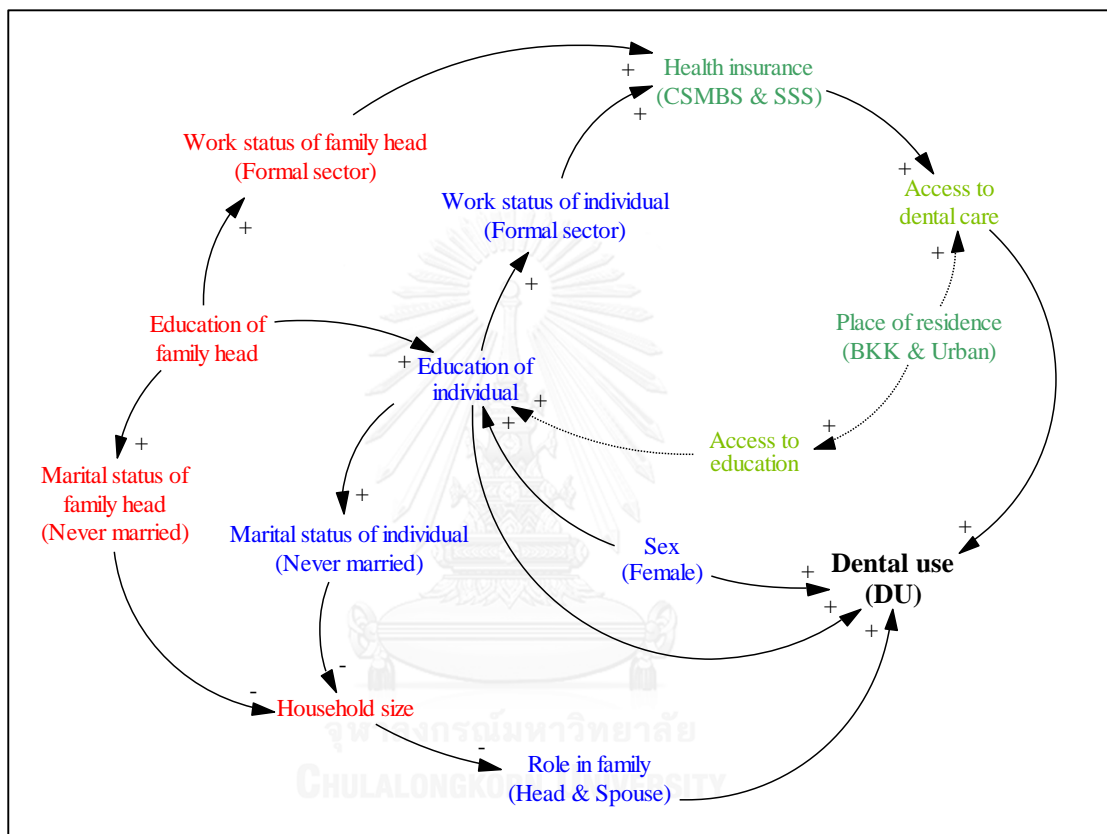 Health insurance
(CSMBS & SSS)
+
+
Work status of family head
(Formal sector)
+
Access to
dental care
+
Work status of individual
(Formal sector)
+
+
Education of
family head
Place of residence
(BKK & Urban)
+
Education of
individual
+
+
+
+
Access to
education
Marital status of
family head
(Never married)
+
Marital status of individual
(Never married)
Sex
(Female)
+
Dental use
(DU)
+
+
+
-
-
Household size
จุฬาลงกรณ์มหาวิทยาลัย
-
Role in family
(Head & Spouse)
CHULALONGKORN UNIVERSITY